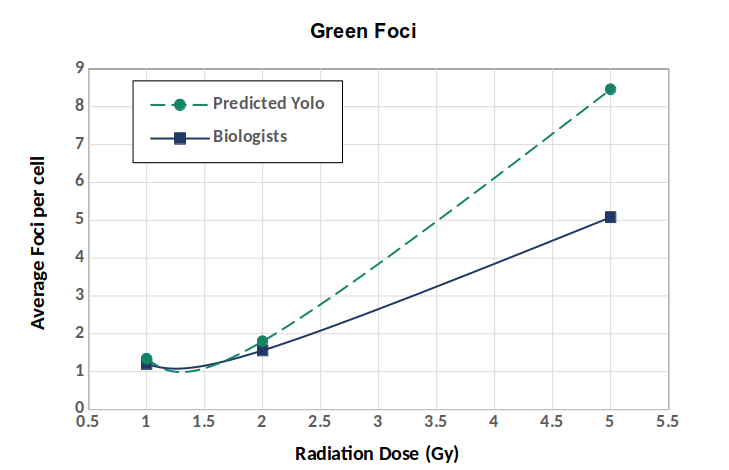 Green Foci
Average Foci per cell
9
8
7
6
5
4
3
2
1
0
Predicted Yolo
Biologists
0.5 1 1.5 2 2.5 3 3.5 4 4.5 5 5.5
Radiation Dose (Gy)